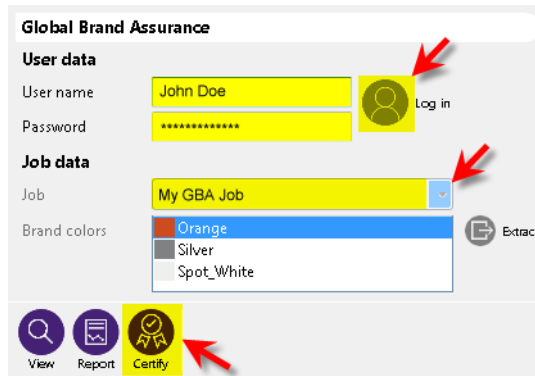 Global Brand Assurance
User data
User name John Doe
Log in
Password *************
Job data
Job My GBA Job
Brand colors Orange
Extrac
Silver
Spot_White
View Report Certify